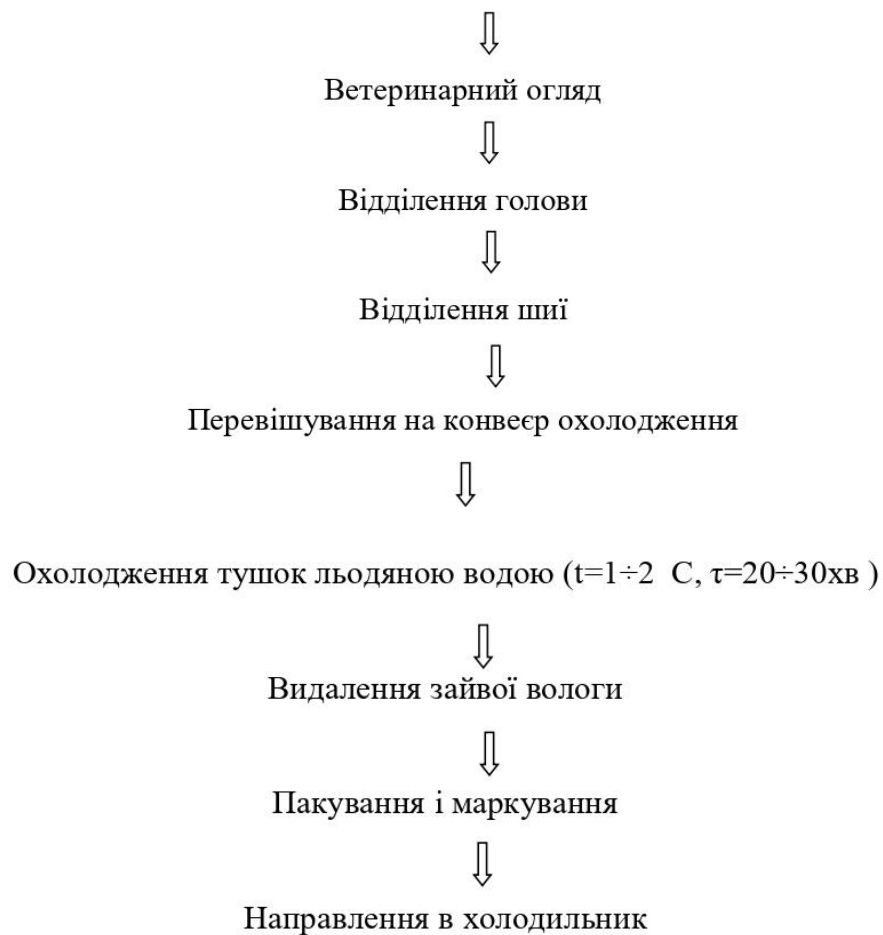 Ветеринарний огляд
Відділення голови
Відділення шиї
Перевішування на конвеєр охолодження
Охолодження тушок льодяною водою (t=1÷2 С, τ=20÷30хв )
Видалення зайвої вологи
Пакування і маркування
Направлення в холодильник